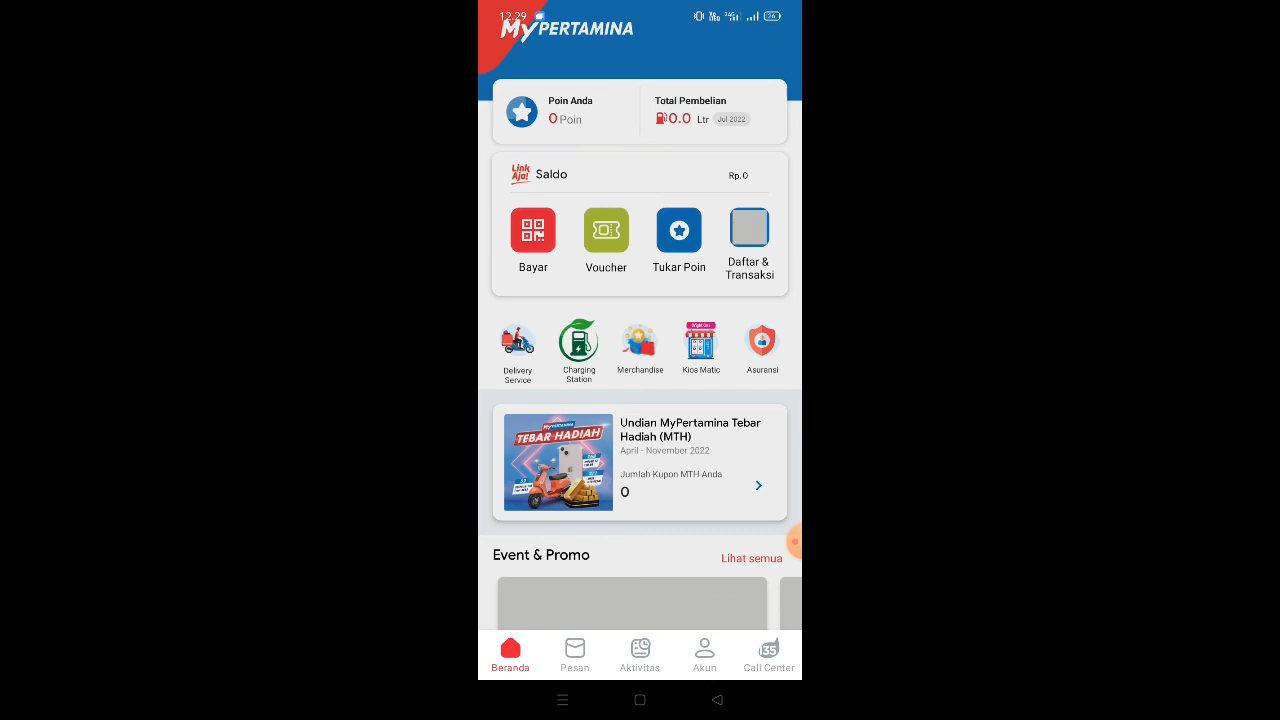 12.29
26
MyPERTAMINA
Poin Anda
0 Poin
Total Pembelian
0.0 Ltr Jul 2022
Link Aja!
Saldo
Rp. 0
Bayar
Voucher
Tukar Poin
Daftar &
Transaksi
Delivery
Service
Charging
Station
Merchandise
Kios Matic
Asuransi
MyPERTAMINA
TEBAR HADIAH
Undian MyPertamina Tebar
Hadiah (MTH)
April - November 2022
Jumlah Kupon MTH Anda
0
Event & Promo
Lihat semua
Beranda
Pesan
Aktivitas
Akun
135
Call Center